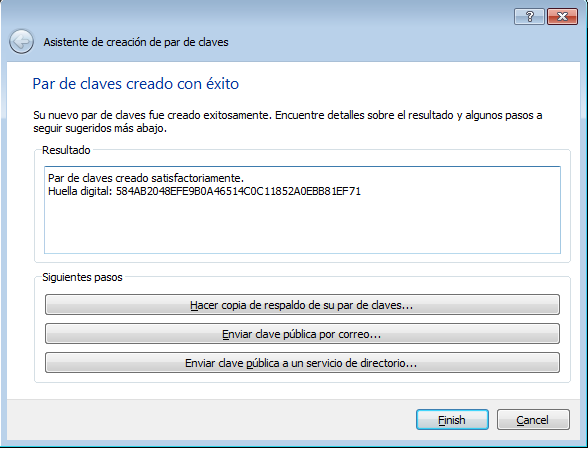 ?
Asistente de creación de par de claves
Par de claves creado con éxito
Su nuevo par de claves fue creado exitosamente. Encuentre detalles sobre el resultado y algunos pasos a
seguir sugeridos más abajo.
Resultado
Par de claves creado satisfactoriamente.
Huella digital: 584AB2048EFE9B0A46514C0C11852A0EBB81EF71
Siguientes pasos
Hacer copia de respaldo de su par de claves...
Enviar clave pública por correo...
Enviar clave pública a un servicio de directorio...
Finish
Cancel